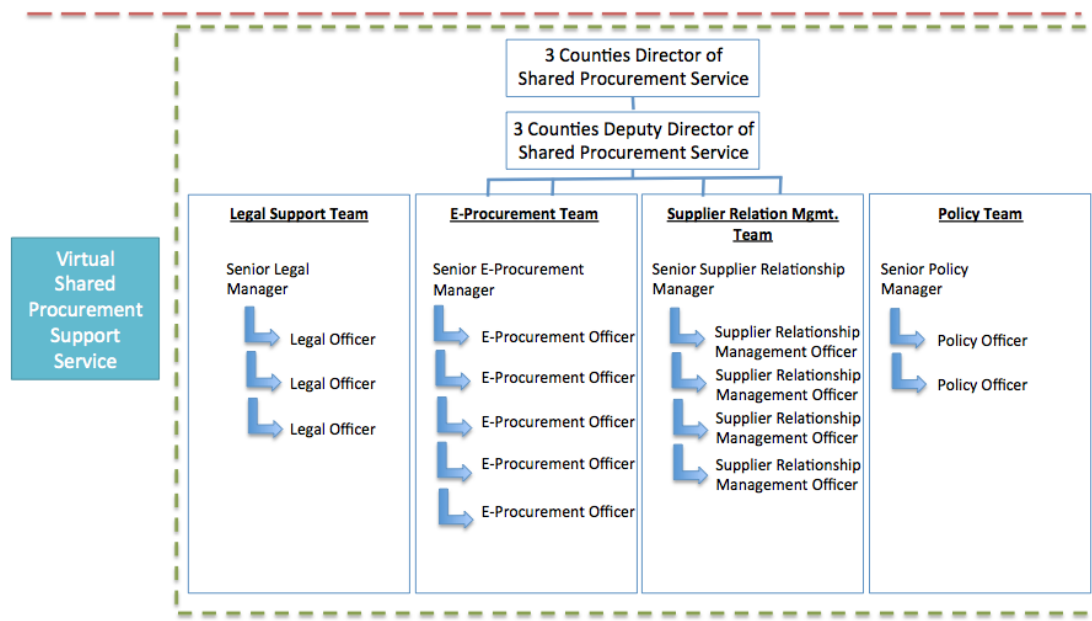 3 Counties Director of
Shared Procurement Service
3 Counties Deputy Director of
Shared Procurement Service
Virtual
Shared
Procurement
Support
Service
Legal Support Team
Senior Legal
Manager
Legal Officer
Legal Officer
Legal Officer
E-Procurement Team
Senior E-Procurement
Manager
E-Procurement Officer
E-Procurement Officer
E-Procurement Officer
E-Procurement Officer
E-Procurement Officer
Supplier Relation Mgmt.
Team
Senior Supplier Relationship
Manager
Supplier Relationship
Management Officer
Supplier Relationship
Management Officer
Supplier Relationship
Management Officer
Supplier Relationship
Management Officer
Policy Team
Senior Policy
Manager
Policy Officer
Policy Officer